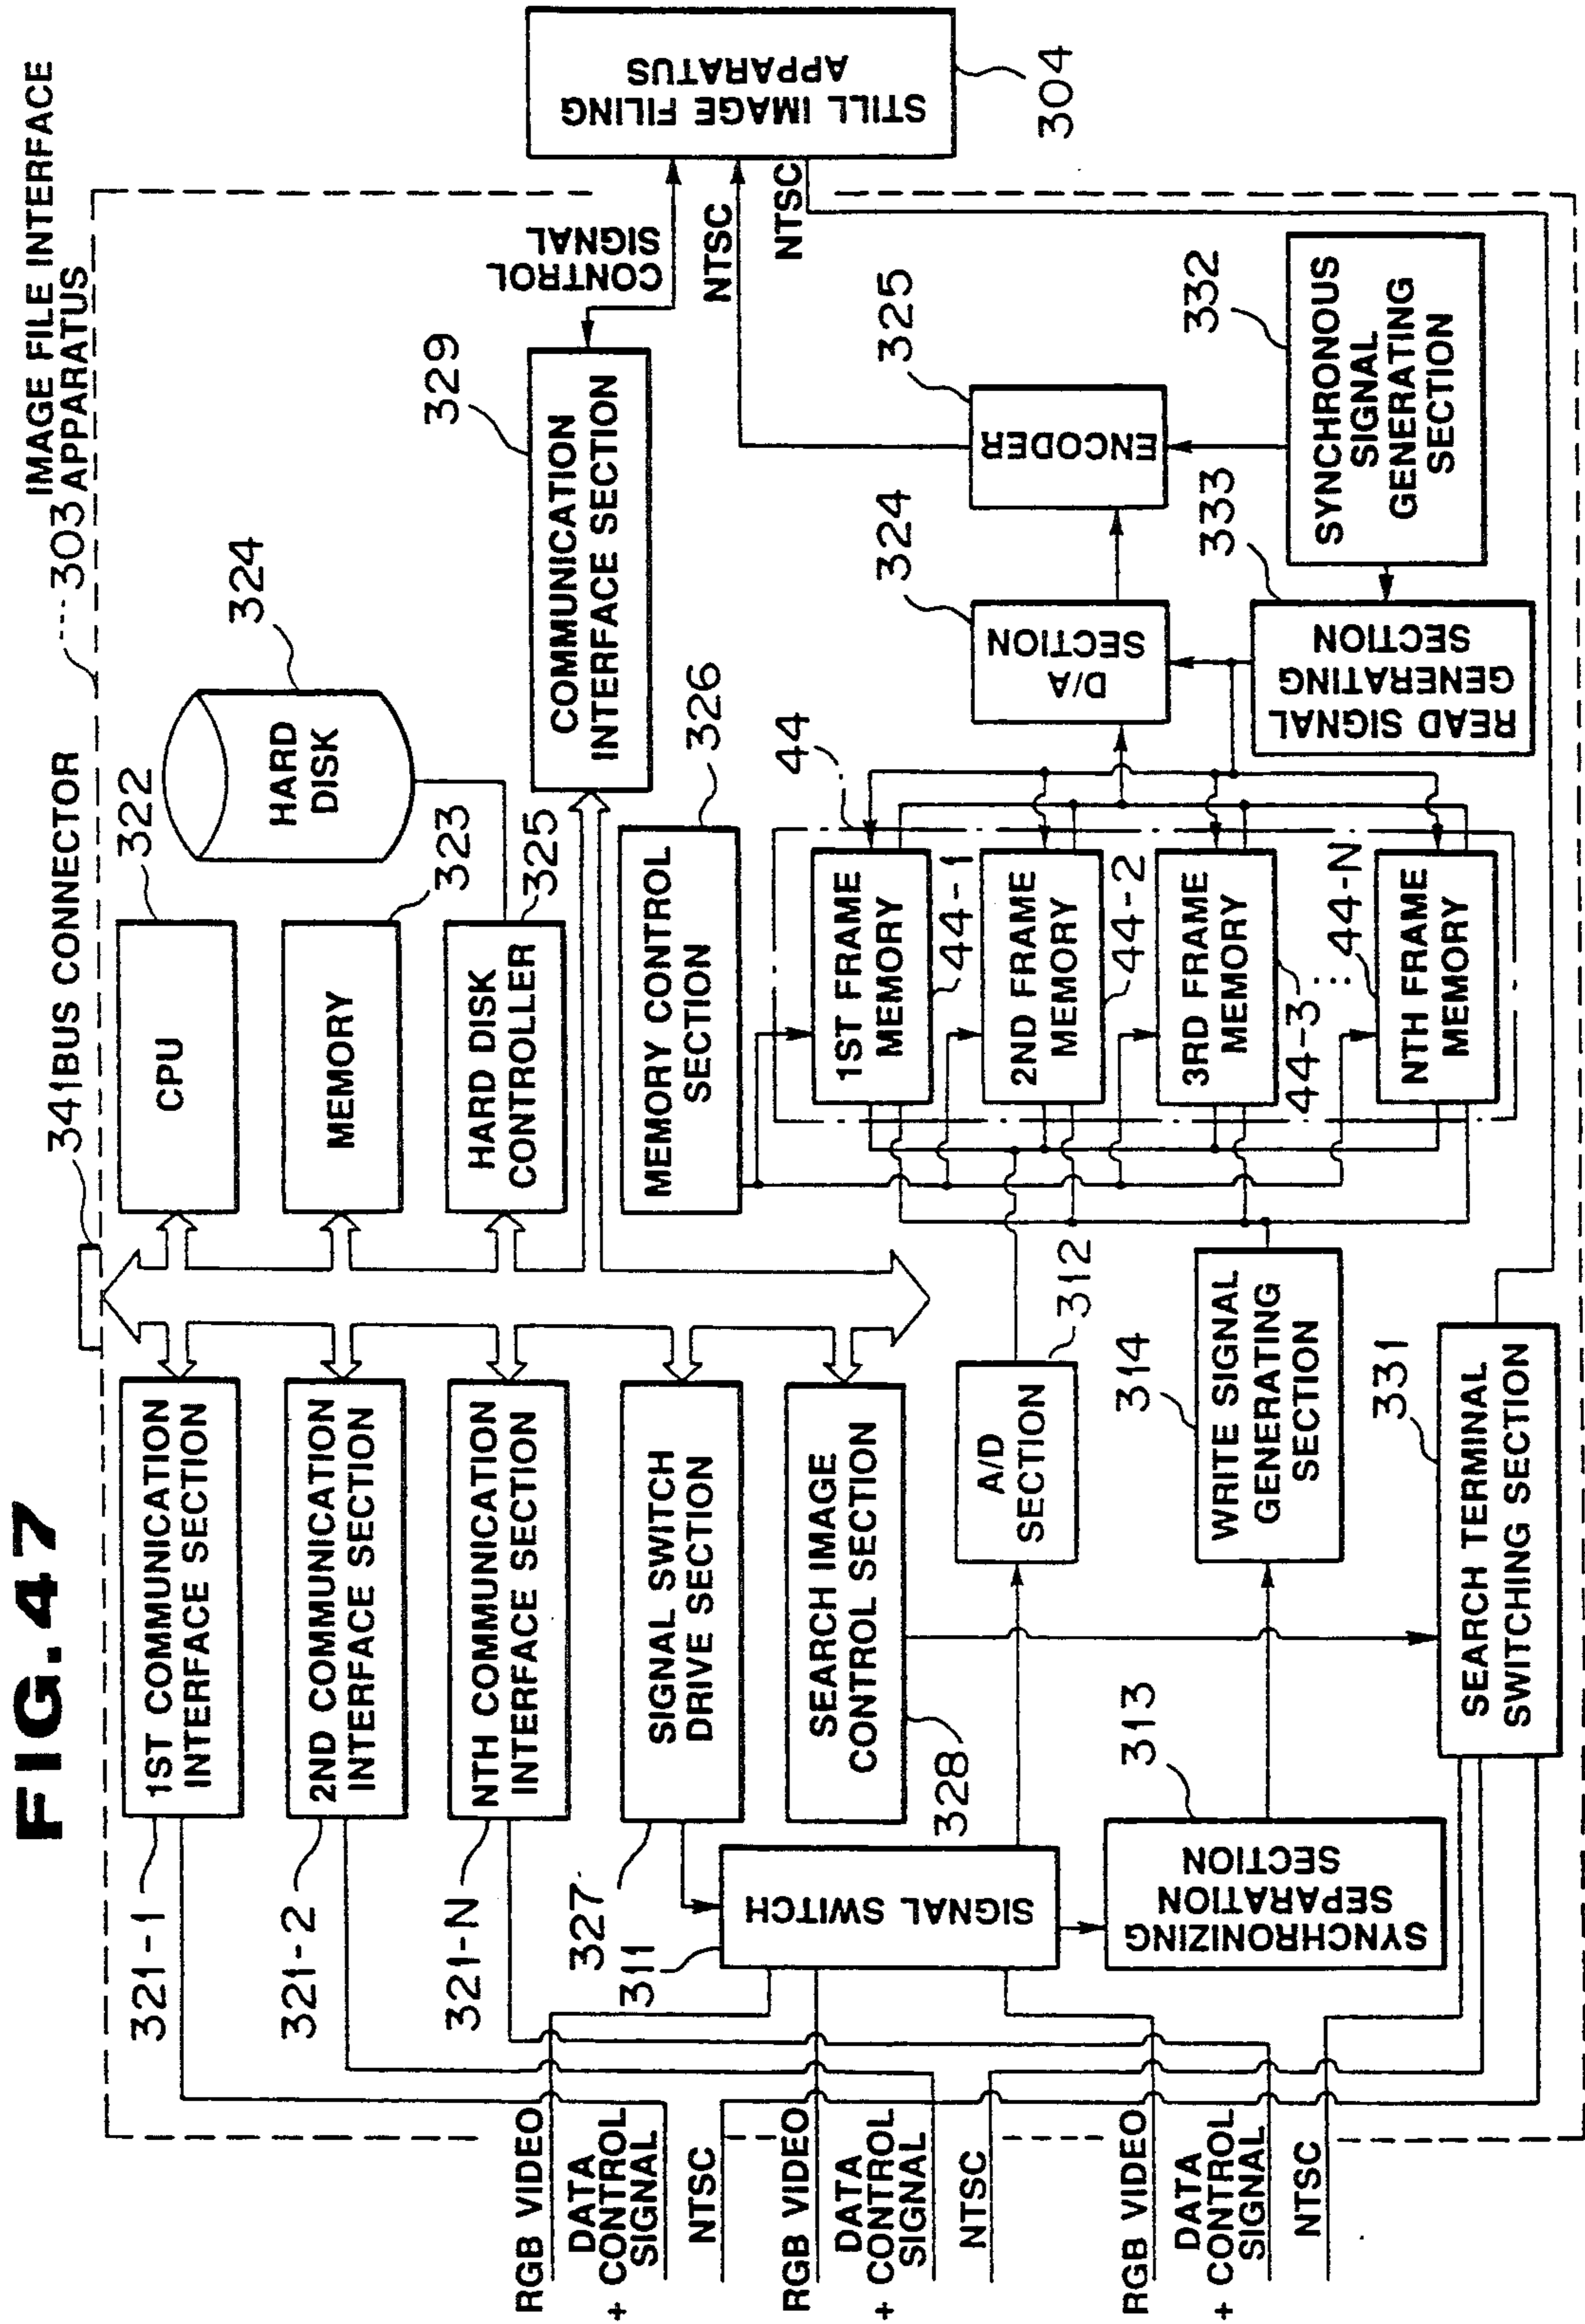 FIG.47
IMAGE FILE INTERFACE
303 APPARATUS
341 BUS CONNECTOR
1ST COMMUNICATION
INTERFACE SECTION
321-1
2ND COMMUNICATION
INTERFACE SECTION
321-2
NTH COMMUNICATION
INTERFACE SECTION
321-N
SIGNAL SWITCH
DRIVE SECTION
327
SEARCH IMAGE
CONTROL SECTION
328
CPU
322
MEMORY
323
HARD DISK
CONTROLLER
325
HARD
DISK
324
COMMUNICATION
INTERFACE SECTION
329
CONTROL
SIGNAL
NTSC
NTSC
STILL IMAGE FILING
APPARATUS
304
MEMORY CONTROL
SECTION
326
SIGNAL SWITCH
311
SYNCHRONIZING
SEPARATION
SECTION
313
A/D
SECTION
312
WRITE SIGNAL
GENERATING
SECTION
314
44
1ST FRAME
MEMORY
44-1
2ND FRAME
MEMORY
44-2
3RD FRAME
MEMORY
44-3
⋮
NTH FRAME
MEMORY
44-N
D/A
SECTION
324
ENCODER
325
READ SIGNAL
GENERATING
SECTION
333
SYNCHRONOUS
SIGNAL
GENERATING
SECTION
332
SEARCH TERMINAL
SWITCHING SECTION
331
RGB VIDEO
DATA
+ CONTROL
SIGNAL
NTSC
RGB VIDEO
DATA
+ CONTROL
SIGNAL
NTSC
RGB VIDEO
DATA
+ CONTROL
SIGNAL
NTSC